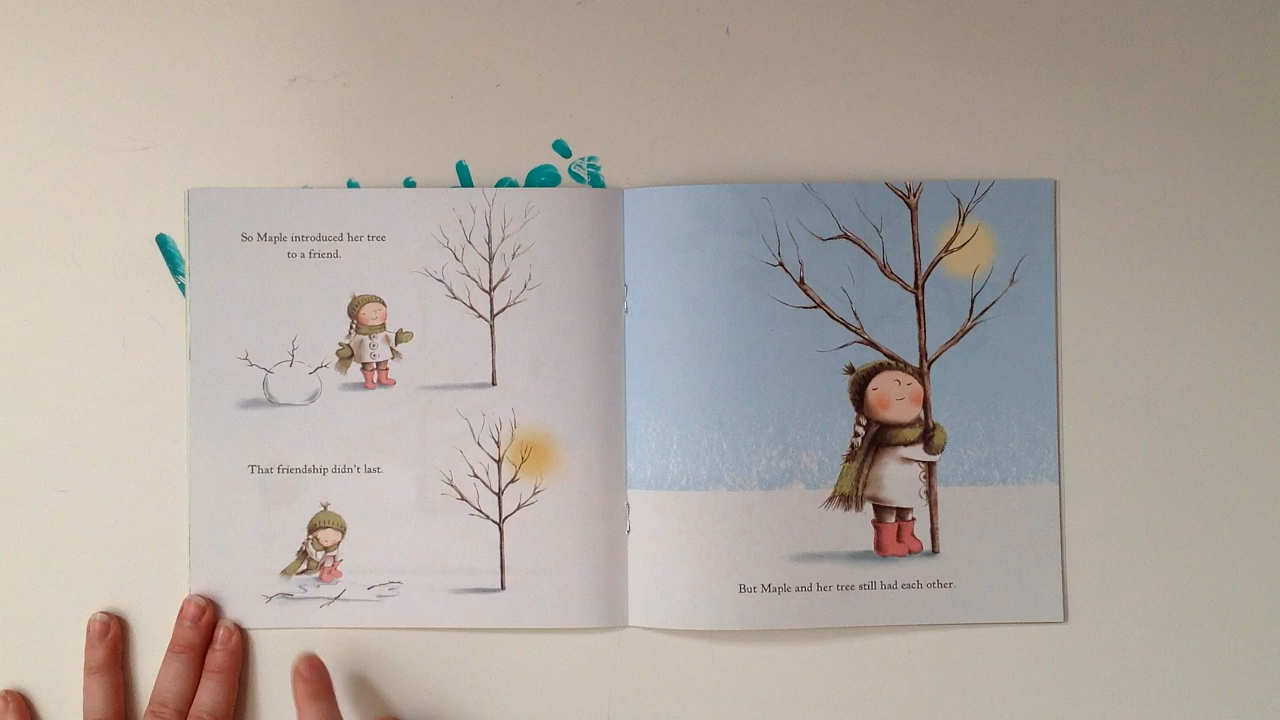 So Maple introduced her tree
to a friend.
That friendship didn't last.
But Maple and her tree still had each other.